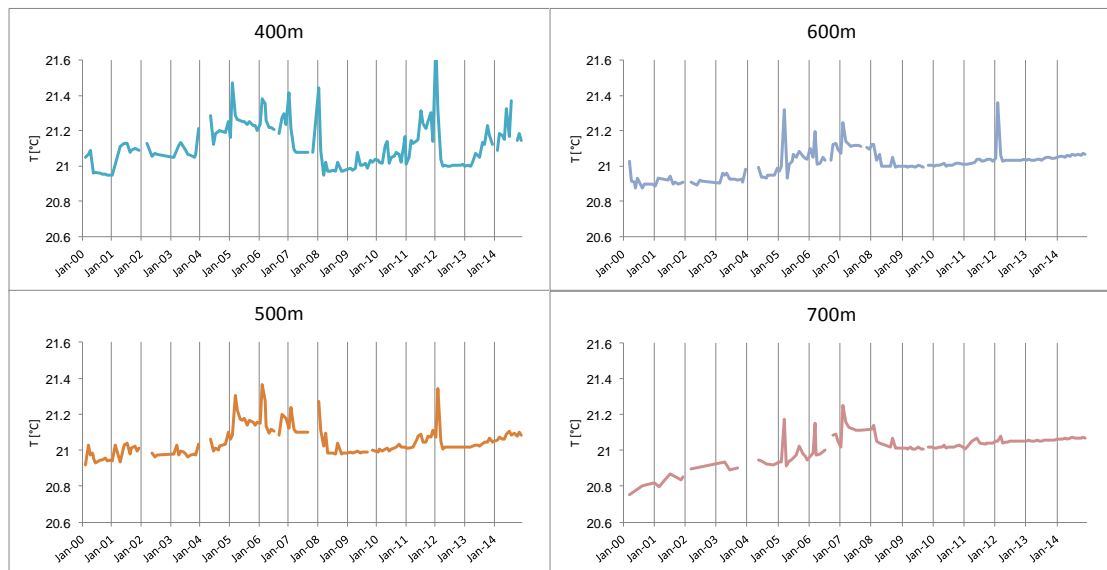 400m
T [°C]
21.6
21.4
21.2
21
20.8
20.6
Jan-00
Jan-01
Jan-02
Jan-03
Jan-04
Jan-05
Jan-06
Jan-07
Jan-08
Jan-09
Jan-10
Jan-11
Jan-12
Jan-13
Jan-14
600m
T [°C]
21.6
21.4
21.2
21
20.8
20.6
Jan-00
Jan-01
Jan-02
Jan-03
Jan-04
Jan-05
Jan-06
Jan-07
Jan-08
Jan-09
Jan-10
Jan-11
Jan-12
Jan-13
Jan-14
500m
T [°C]
21.6
21.4
21.2
21
20.8
20.6
Jan-00
Jan-01
Jan-02
Jan-03
Jan-04
Jan-05
Jan-06
Jan-07
Jan-08
Jan-09
Jan-10
Jan-11
Jan-12
Jan-13
Jan-14
700m
T [°C]
21.6
21.4
21.2
21
20.8
20.6
Jan-00
Jan-01
Jan-02
Jan-03
Jan-04
Jan-05
Jan-06
Jan-07
Jan-08
Jan-09
Jan-10
Jan-11
Jan-12
Jan-13
Jan-14